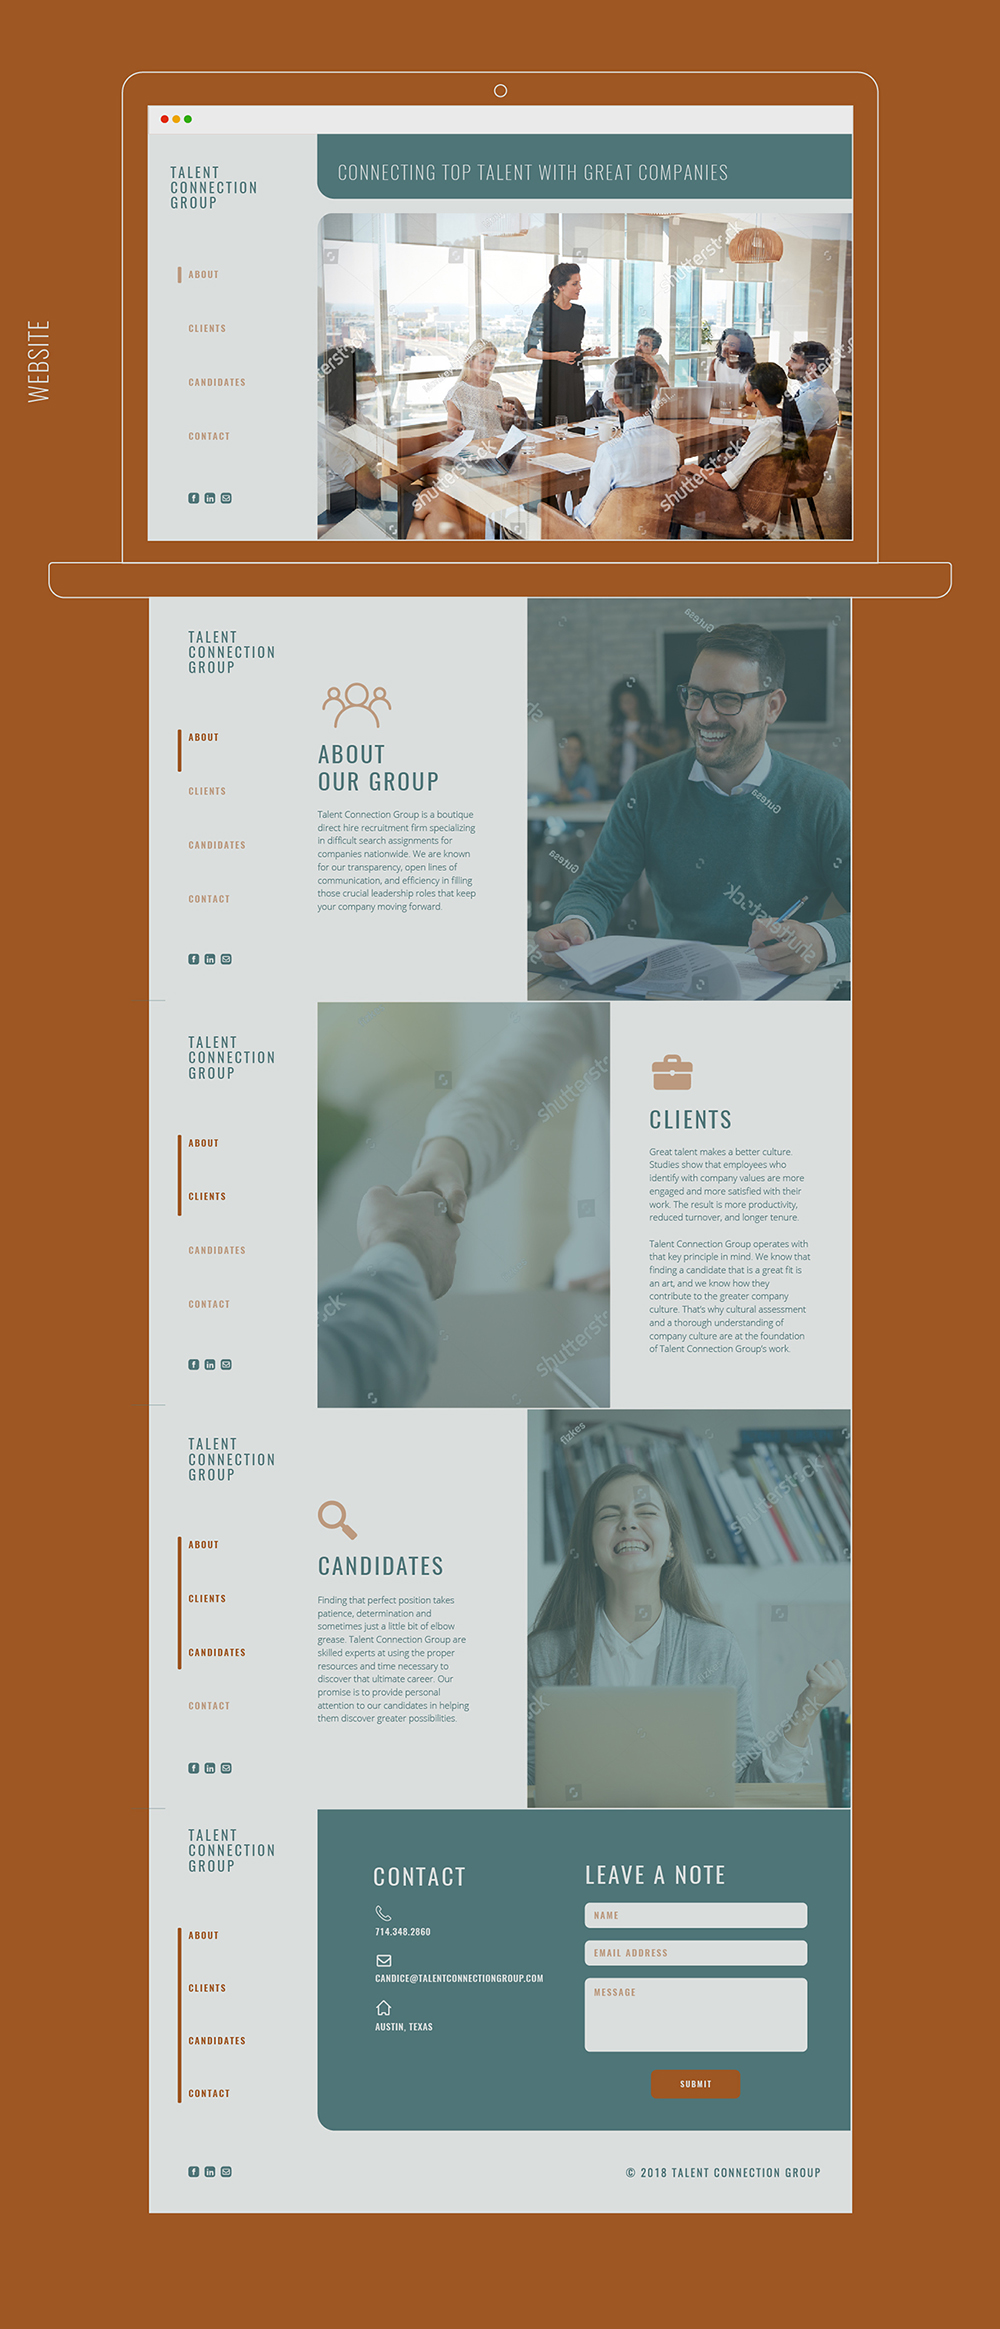 WEBSITE
TALENT
CONNECTION
GROUP
CONNECTING TOP TALENT WITH GREAT COMPANIES
ABOUT
CLIENTS
CANDIDATES
CONTACT
shutterstock
shutterstock
shutterstock
TALENT
CONNECTION
GROUP
ABOUT
CLIENTS
CANDIDATES
CONTACT
ABOUT
OUR GROUP
Talent Connection Group is a boutique
direct hire recruitment firm specializing
in difficult search assignments for
companies nationwide. We are known
for our transparency, open lines of
communication, and efficiency in filling
those crucial leadership roles that keep
your company moving forward.
Gutesa
Gutesa
Gutesa
shutterstock
TALENT
CONNECTION
GROUP
ABOUT
CLIENTS
CANDIDATES
CONTACT
shutterst
shutterst
CLIENTS
Great talent makes a better culture.
Studies show that employees who
identify with company values are more
engaged and more satisfied with their
work. The result is more productivity,
reduced turnover, and longer tenure.
Talent Connection Group operates with
that key principle in mind. We know that
finding a candidate that is a great fit is
an art, and we know how they
contribute to the greater company
culture. That's why cultural assessment
and a thorough understanding of
company culture are at the foundation
of Talent Connection Group's work.
TALENT
CONNECTION
GROUP
ABOUT
CLIENTS
CANDIDATES
CONTACT
CANDIDATES
Finding that perfect position takes
patience, determination and
sometimes just a little bit of elbow
grease. Talent Connection Group are
skilled experts at using the proper
resources and time necessary to
discover that ultimate career. Our
promise is to provide personal
attention to our candidates in helping
them discover greater possibilities.
fizkes
shutterstock
shutterstock
TALENT
CONNECTION
GROUP
ABOUT
CLIENTS
CANDIDATES
CONTACT
CONTACT
714.348.2860
CANDICE@TALENTCONNECTIONGROUP.COM
AUSTIN, TEXAS
LEAVE A NOTE
NAME
EMAIL ADDRESS
MESSAGE
SUBMIT
© 2018 TALENT CONNECTION GROUP